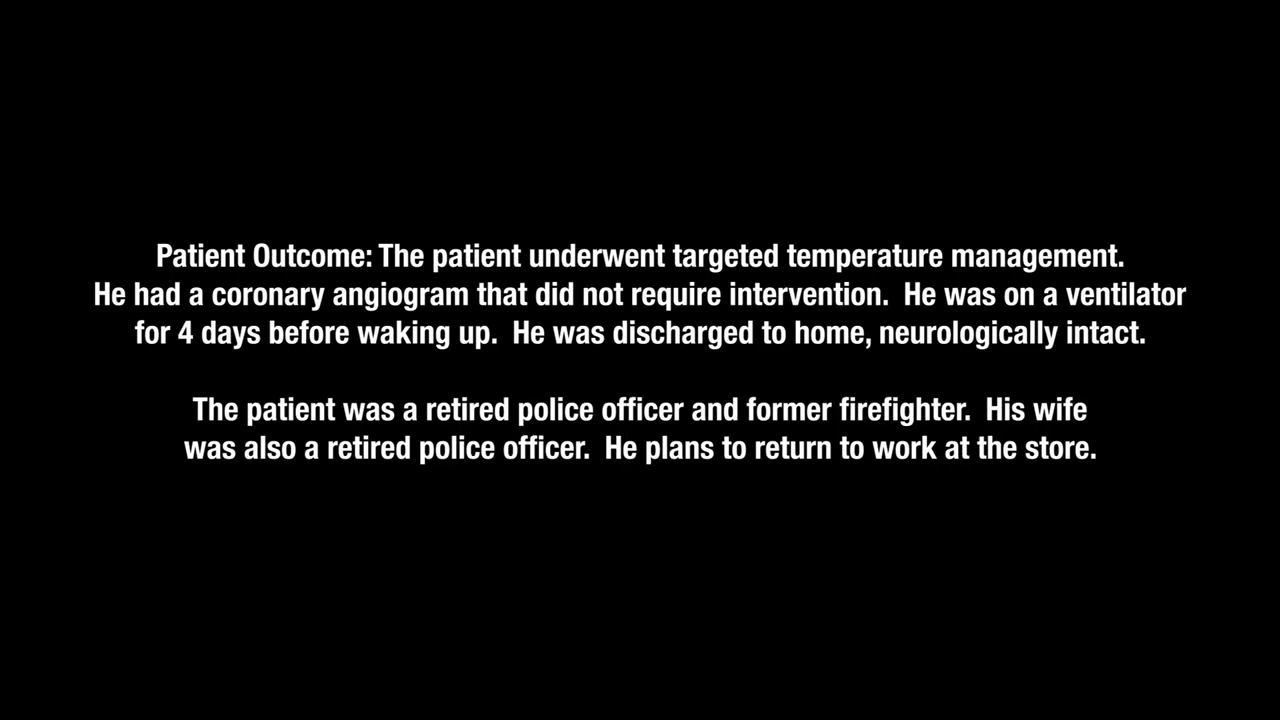 Patient Outcome: The patient underwent targeted temperature management.
He had a coronary angiogram that did not require intervention.  He was on a ventilator
for 4 days before waking up.  He was discharged to home, neurologically intact.
The patient was a retired police officer and former firefighter.  His wife
was also a retired police officer.  He plans to return to work at the store.